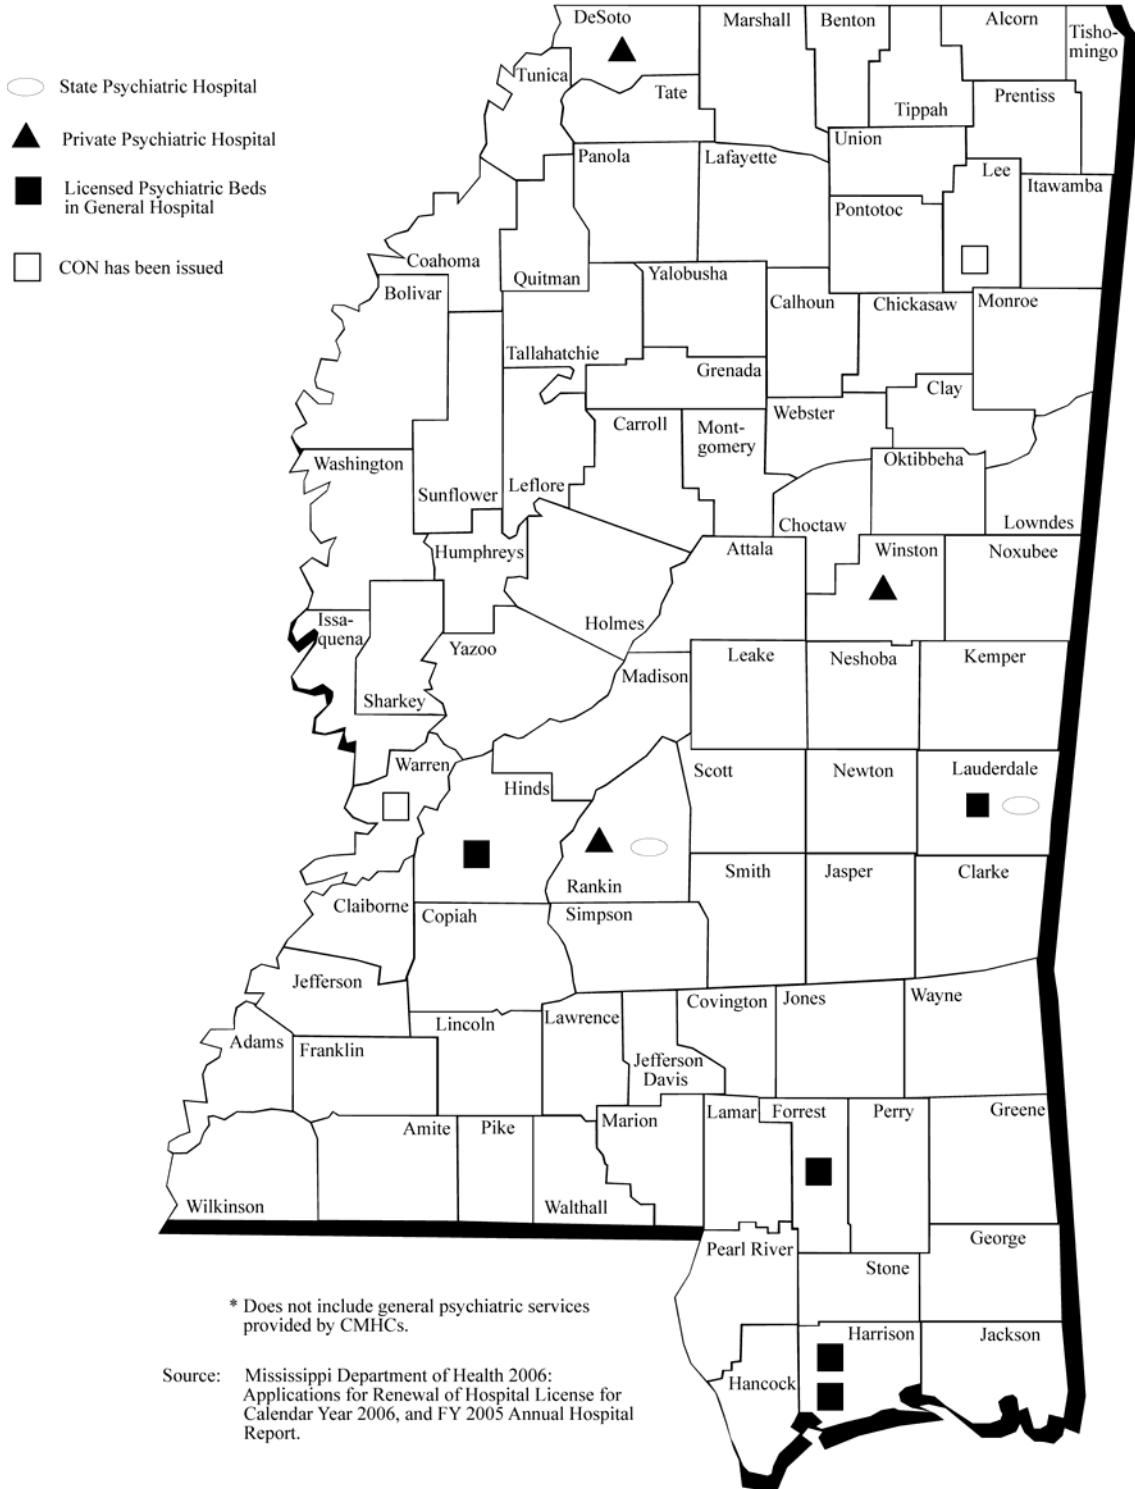 State Psychiatric Hospital
Private Psychiatric Hospital
Licensed Psychiatric Beds
in General Hospital
CON has been issued
DeSoto
Marshall
Benton
Alcorn
Tisho-
mingo
Tunica
Tate
Tippah
Prentiss
Panola
Lafayette
Union
Lee
Itawamba
Pontotoc
Coahoma
Quitman
Yalobusha
Bolivar
Calhoun
Chickasaw
Monroe
Tallahatchie
Grenada
Clay
Webster
Carroll
Mont-
gomery
Washington
Sunflower
Leflore
Oktibbeha
Choctaw
Lowndes
Humphreys
Attala
Winston
Noxubee
Issa-
quena
Holmes
Yazoo
Leake
Neshoba
Kemper
Madison
Sharkey
Warren
Hinds
Scott
Newton
Lauderdale
Rankin
Smith
Jasper
Clarke
Claiborne
Copiah
Simpson
Jefferson
Covington
Jones
Wayne
Lincoln
Lawrence
Adams
Franklin
Jefferson
Davis
Amite
Pike
Marion
Lamar
Forrest
Perry
Greene
Wilkinson
Walthall
Pearl River
George
Stone
Harrison
Jackson
Hancock
* Does not include general psychiatric services
provided by CMHCs.
Source: Mississippi Department of Health 2006:
Applications for Renewal of Hospital License for
Calendar Year 2006, and FY 2005 Annual Hospital
Report.